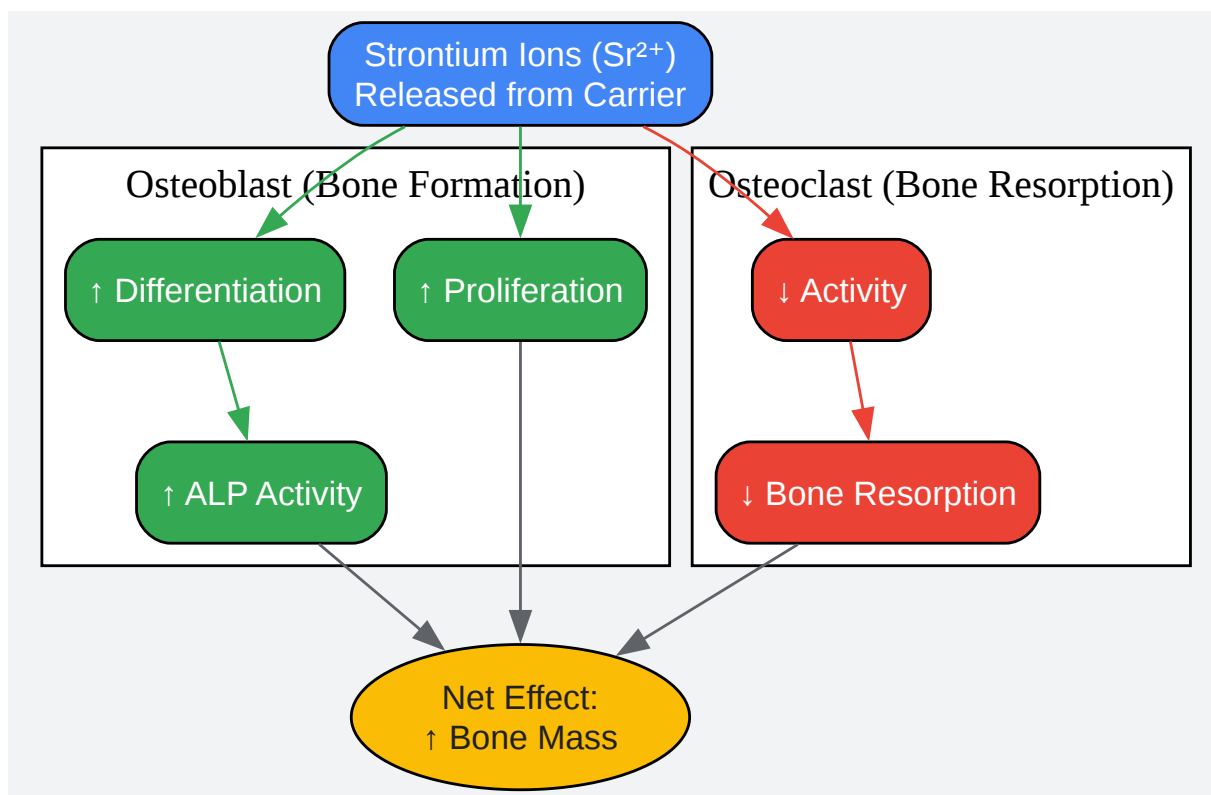 Strontium Ions (Sr²⁺)
Released from Carrier
Osteoblast (Bone Formation)
Osteoclast (Bone Resorption)
↑ Differentiation
↑ Proliferation
↓ Activity
↑ ALP Activity
↓ Bone Resorption
Net Effect:
↑ Bone Mass